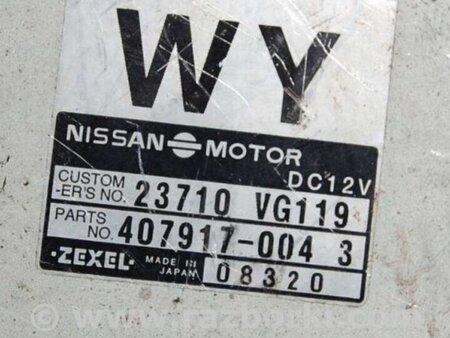 WY
NISSAN MOTOR
DC12V
CUSTOM
-ER'S NO. 23710 VG119
PARTS
NO. 407917-004 3
·ZEXEL· MADE IN
JAPAN 08320